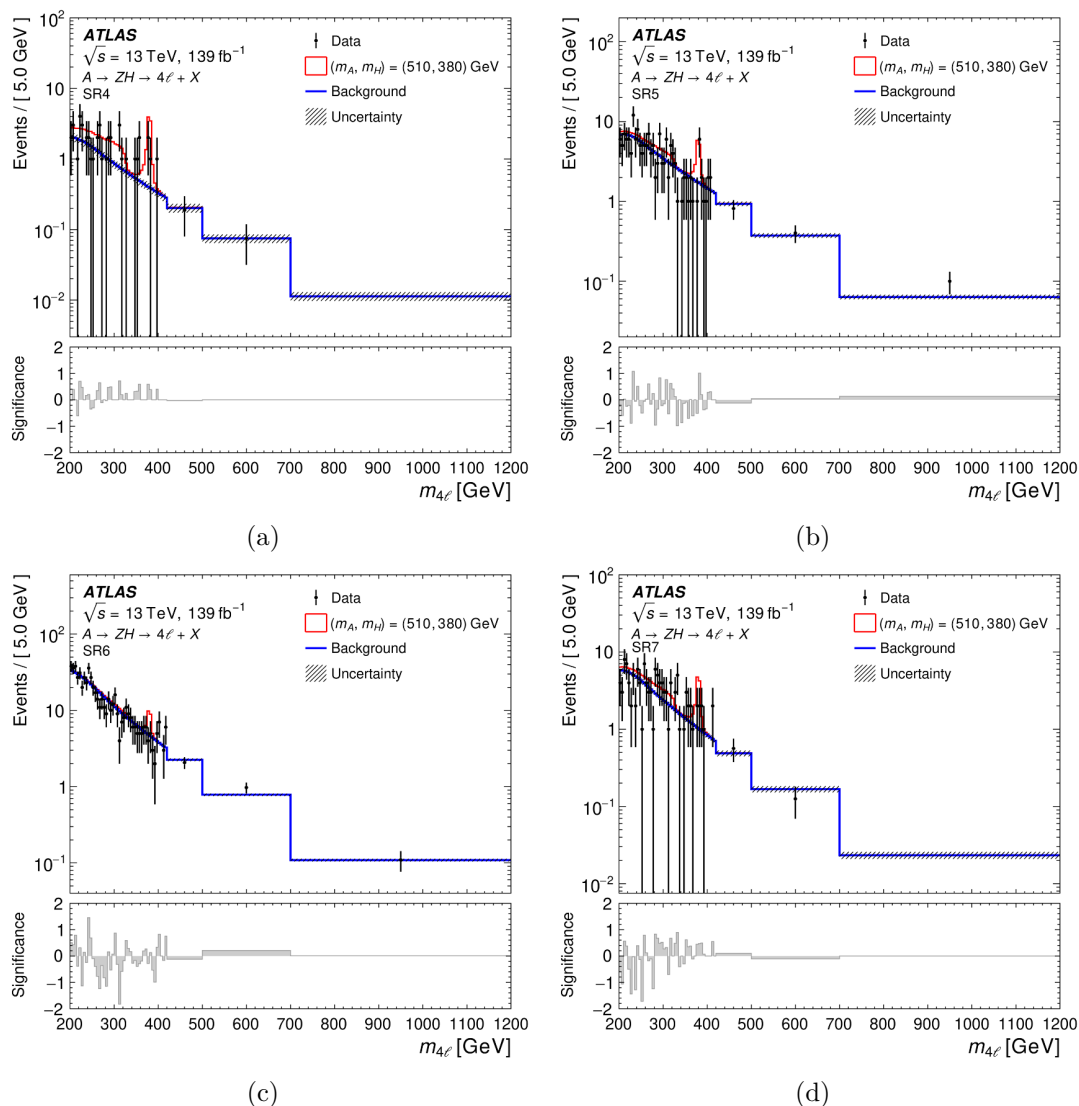 ATLAS
√s = 13 TeV, 139 fb⁻¹
A → ZH → 4ℓ + X
SR4
Data
(m_A, m_H) = (510, 380) GeV
Background
Uncertainty
Events / [ 5.0 GeV ]
10
1
10⁻¹
10⁻²
Significance
2
1
0
−1
−2
200 300 400 500 600 700 800 900 1000 1100 1200
m_4ℓ [GeV]
(a)
ATLAS
√s = 13 TeV, 139 fb⁻¹
A → ZH → 4ℓ + X
SR5
Data
(m_A, m_H) = (510, 380) GeV
Background
Uncertainty
Events / [ 5.0 GeV ]
10²
10
1
10⁻¹
Significance
2
1
0
−1
−2
200 300 400 500 600 700 800 900 1000 1100 1200
m_4ℓ [GeV]
(b)
ATLAS
√s = 13 TeV, 139 fb⁻¹
A → ZH → 4ℓ + X
SR6
Data
(m_A, m_H) = (510, 380) GeV
Background
Uncertainty
Events / [ 5.0 GeV ]
10²
10
1
10⁻¹
Significance
2
1
0
−1
−2
200 300 400 500 600 700 800 900 1000 1100 1200
m_4ℓ [GeV]
(c)
ATLAS
√s = 13 TeV, 139 fb⁻¹
A → ZH → 4ℓ + X
SR7
Data
(m_A, m_H) = (510, 380) GeV
Background
Uncertainty
Events / [ 5.0 GeV ]
10²
10
1
10⁻¹
10⁻²
Significance
2
1
0
−1
−2
200 300 400 500 600 700 800 900 1000 1100 1200
m_4ℓ [GeV]
(d)